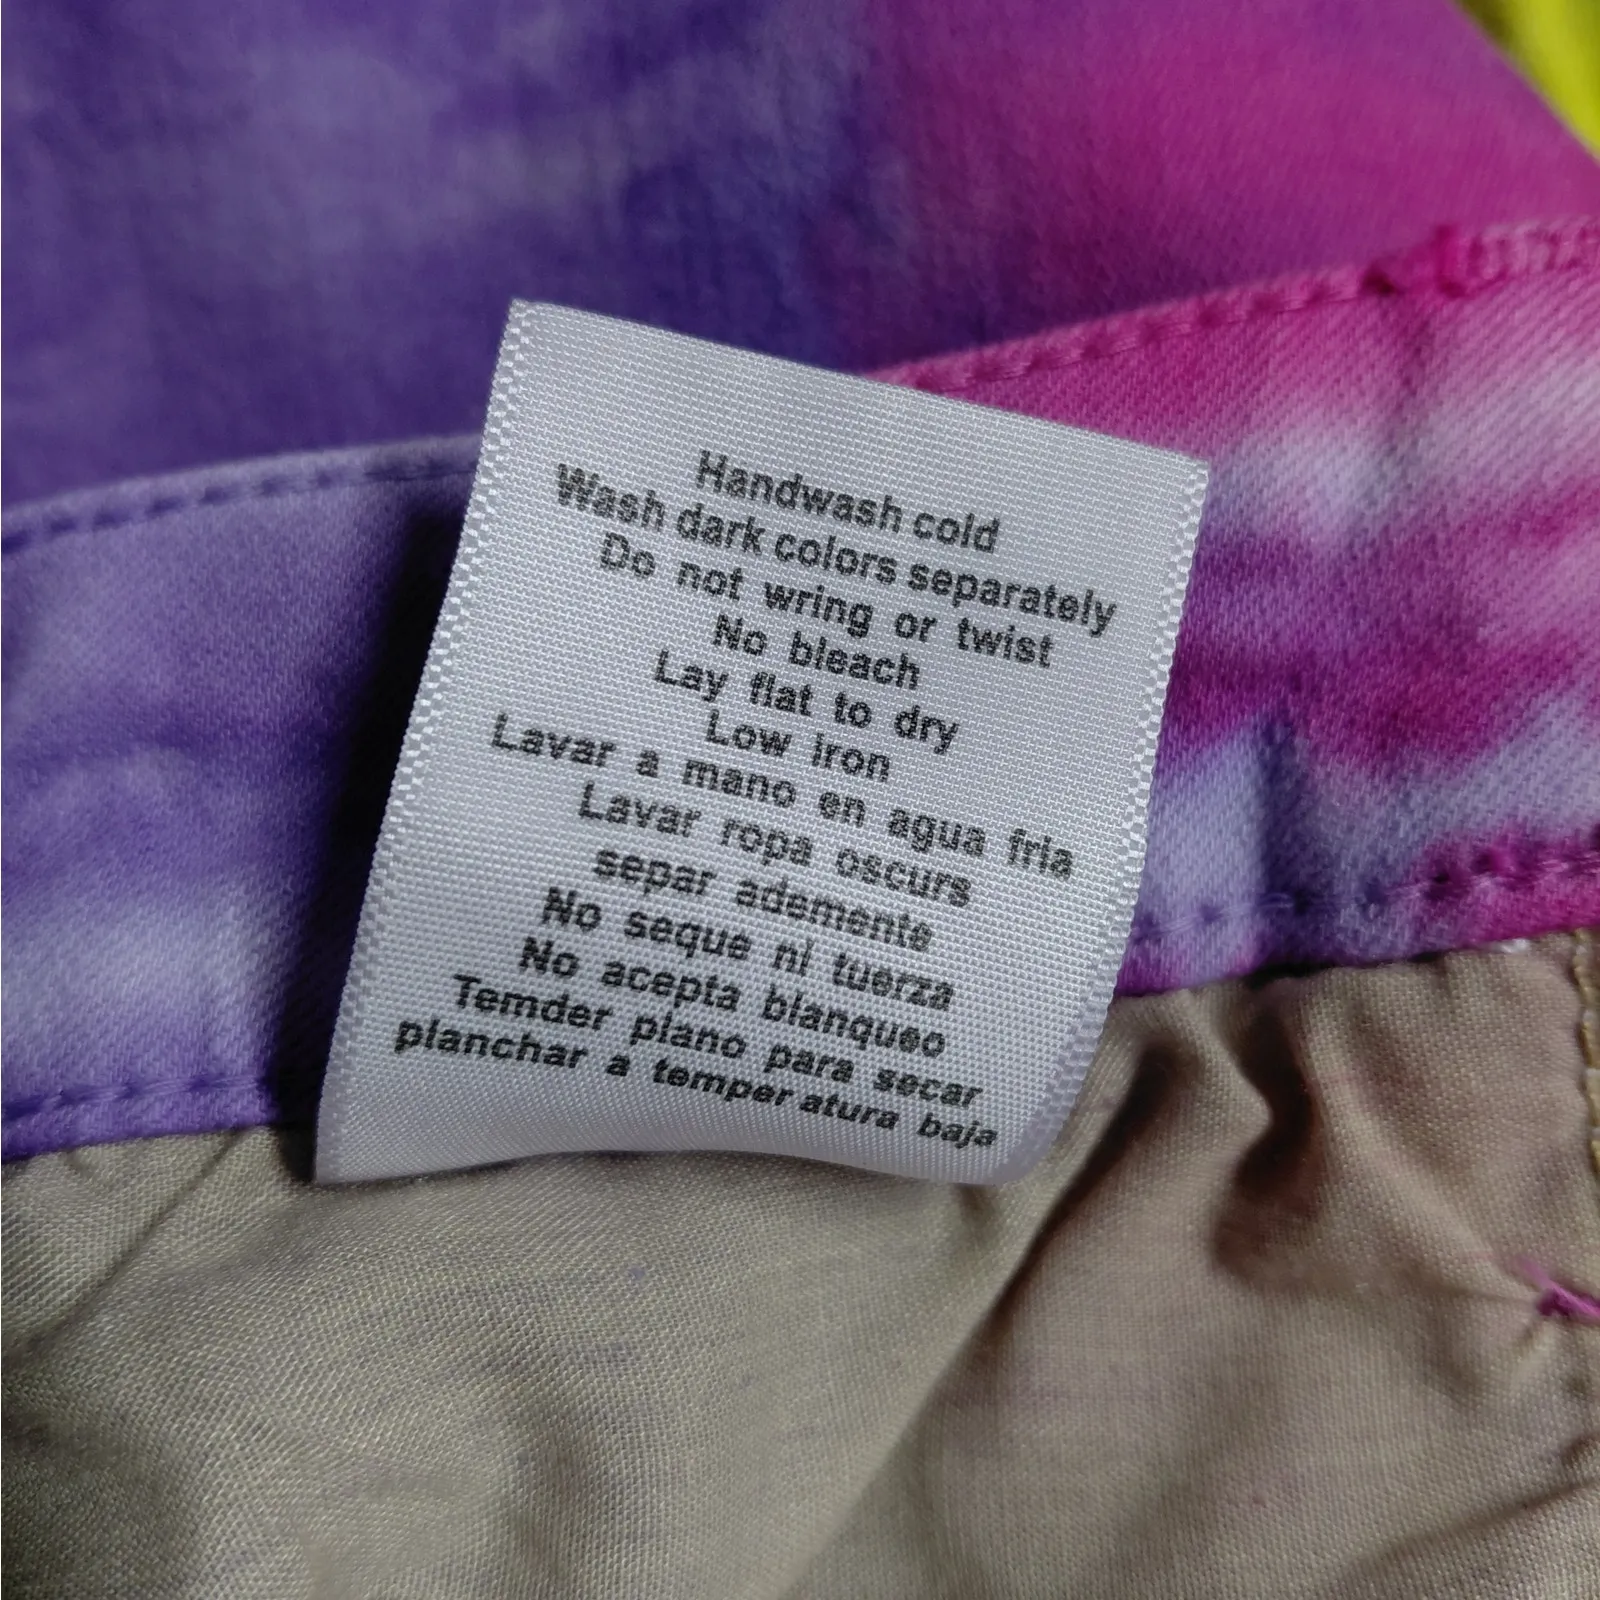 Handwash cold
Wash dark colors separately
Do not wring or twist
No bleach
Lay flat to dry
Low iron
Lavar a mano en agua fria
Lavar ropa oscurs
separ ademente
No seque ni tuerza
No acepta blanqueo
Temder plano para secar
planchar a temper atura baja